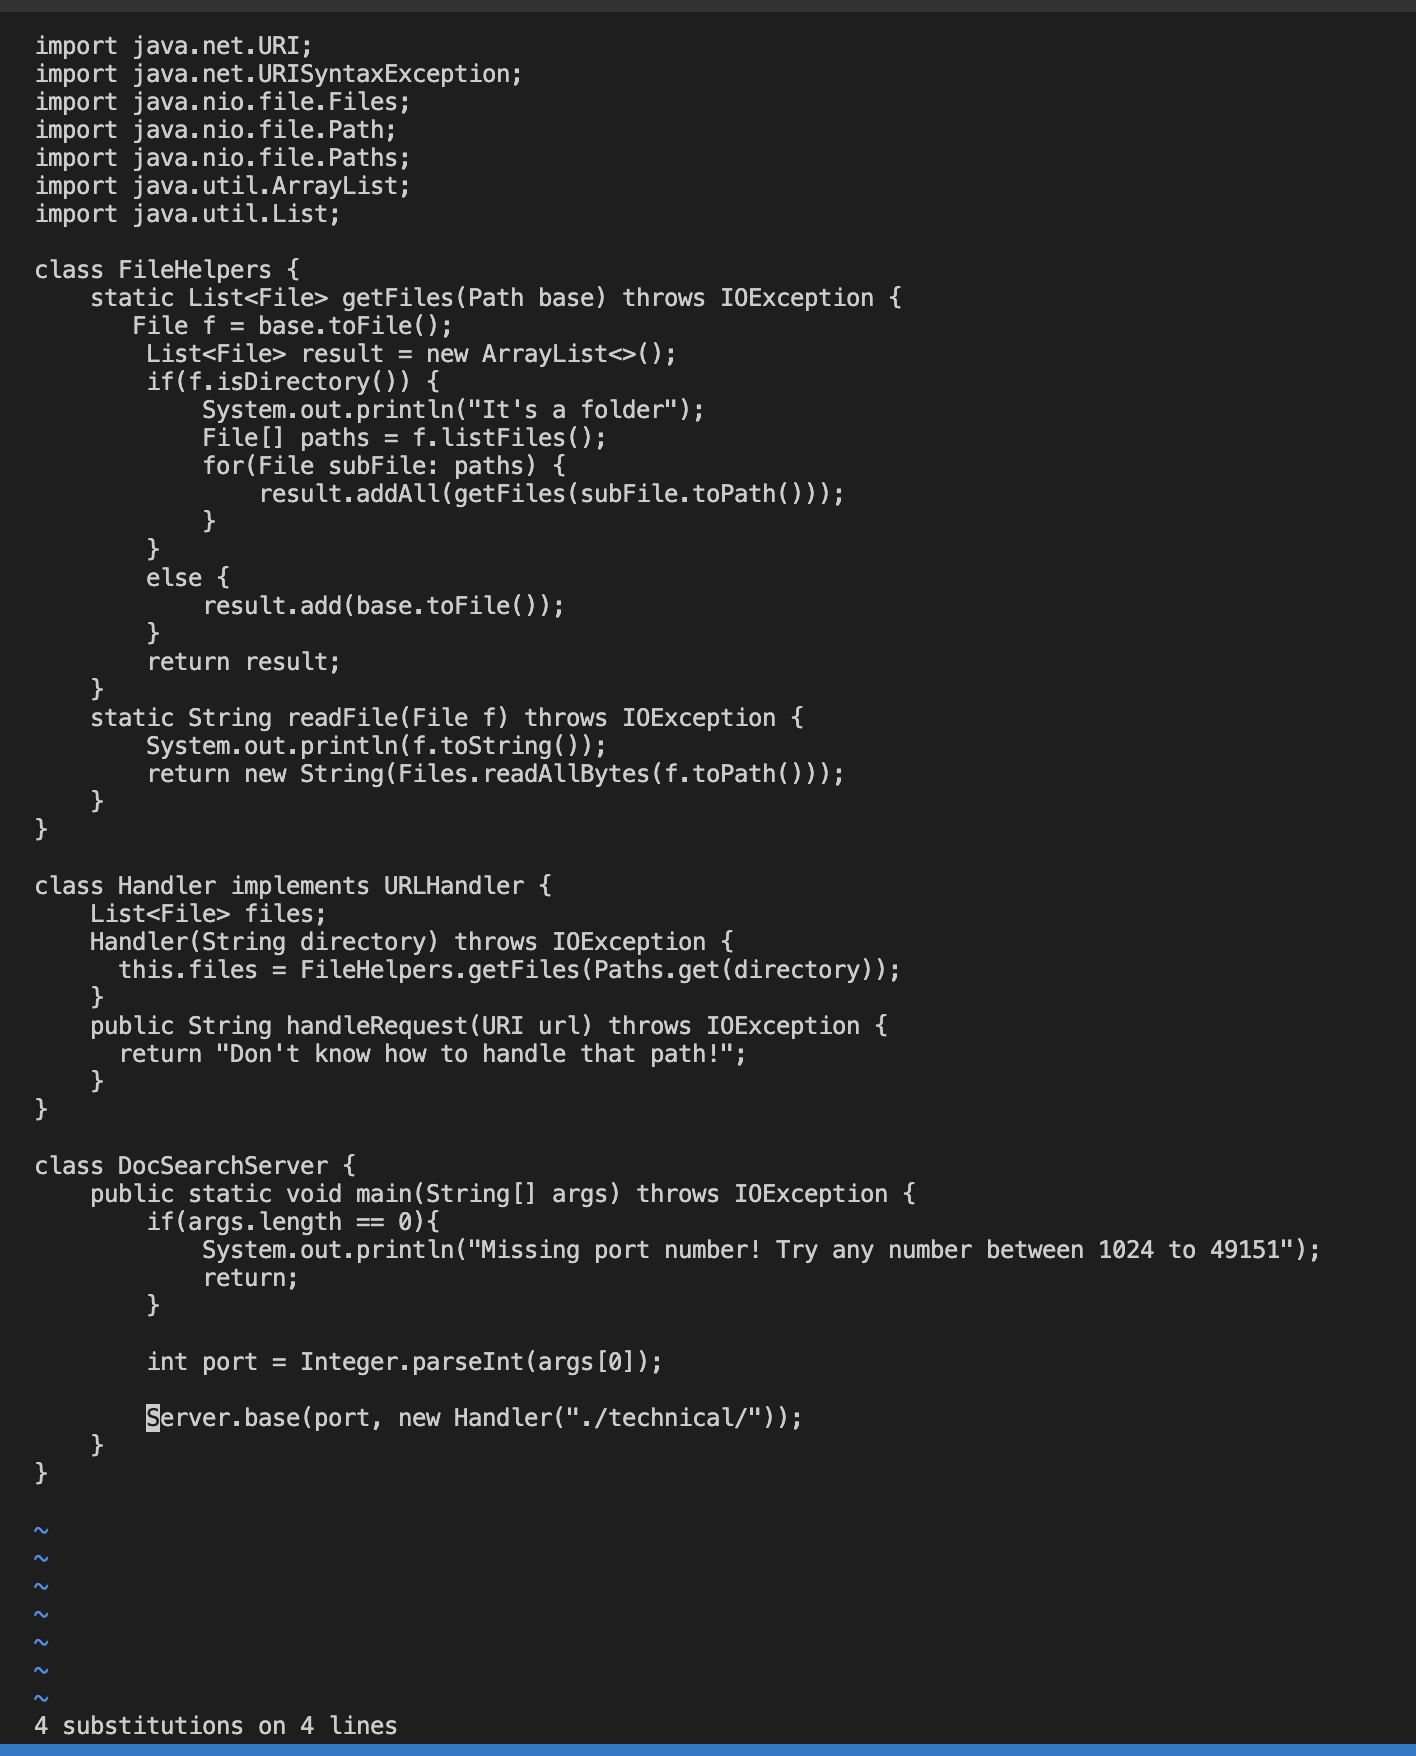 import java.net.URI;
import java.net.URISyntaxException;
import java.nio.file.Files;
import java.nio.file.Path;
import java.nio.file.Paths;
import java.util.ArrayList;
import java.util.List;

class FileHelpers {
    static List<File> getFiles(Path base) throws IOException {
       File f = base.toFile();
        List<File> result = new ArrayList<>();
        if(f.isDirectory()) {
            System.out.println("It's a folder");
            File[] paths = f.listFiles();
            for(File subFile: paths) {
                result.addAll(getFiles(subFile.toPath()));
            }
        }
        else {
            result.add(base.toFile());
        }
        return result;
    }
    static String readFile(File f) throws IOException {
        System.out.println(f.toString());
        return new String(Files.readAllBytes(f.toPath()));
    }
}

class Handler implements URLHandler {
    List<File> files;
    Handler(String directory) throws IOException {
      this.files = FileHelpers.getFiles(Paths.get(directory));
    }
    public String handleRequest(URI url) throws IOException {
      return "Don't know how to handle that path!";
    }
}

class DocSearchServer {
    public static void main(String[] args) throws IOException {
        if(args.length == 0){
            System.out.println("Missing port number! Try any number between 1024 to 49151");
            return;
        }

        int port = Integer.parseInt(args[0]);

        Server.base(port, new Handler("./technical/"));
    }
}

~
~
~
~
~
~
~
4 substitutions on 4 lines